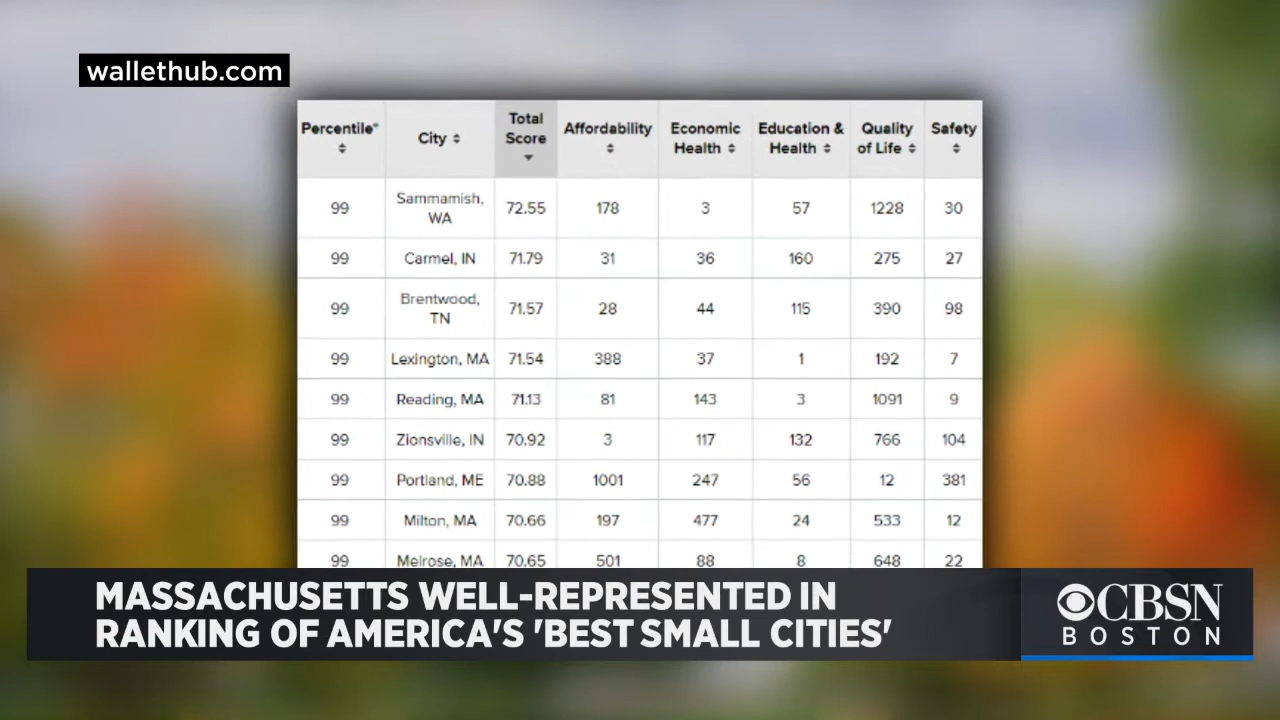 wallethub.com
Percentile* City Total Score Affordability Economic Health Education & Health Quality of Life Safety
99 Sammamish, WA 72.55 178 3 57 1228 30
99 Carmel, IN 71.79 31 36 160 275 27
99 Brentwood, TN 71.57 28 44 115 390 98
99 Lexington, MA 71.54 388 37 1 192 7
99 Reading, MA 71.13 81 143 3 1091 9
99 Zionsville, IN 70.92 3 117 132 766 104
99 Portland, ME 70.88 1001 247 56 12 381
99 Milton, MA 70.66 197 477 24 533 12
99 Melrose, MA 70.65 501 88 8 648 22
MASSACHUSETTS WELL-REPRESENTED IN
RANKING OF AMERICA'S 'BEST SMALL CITIES'
CBSN
BOSTON